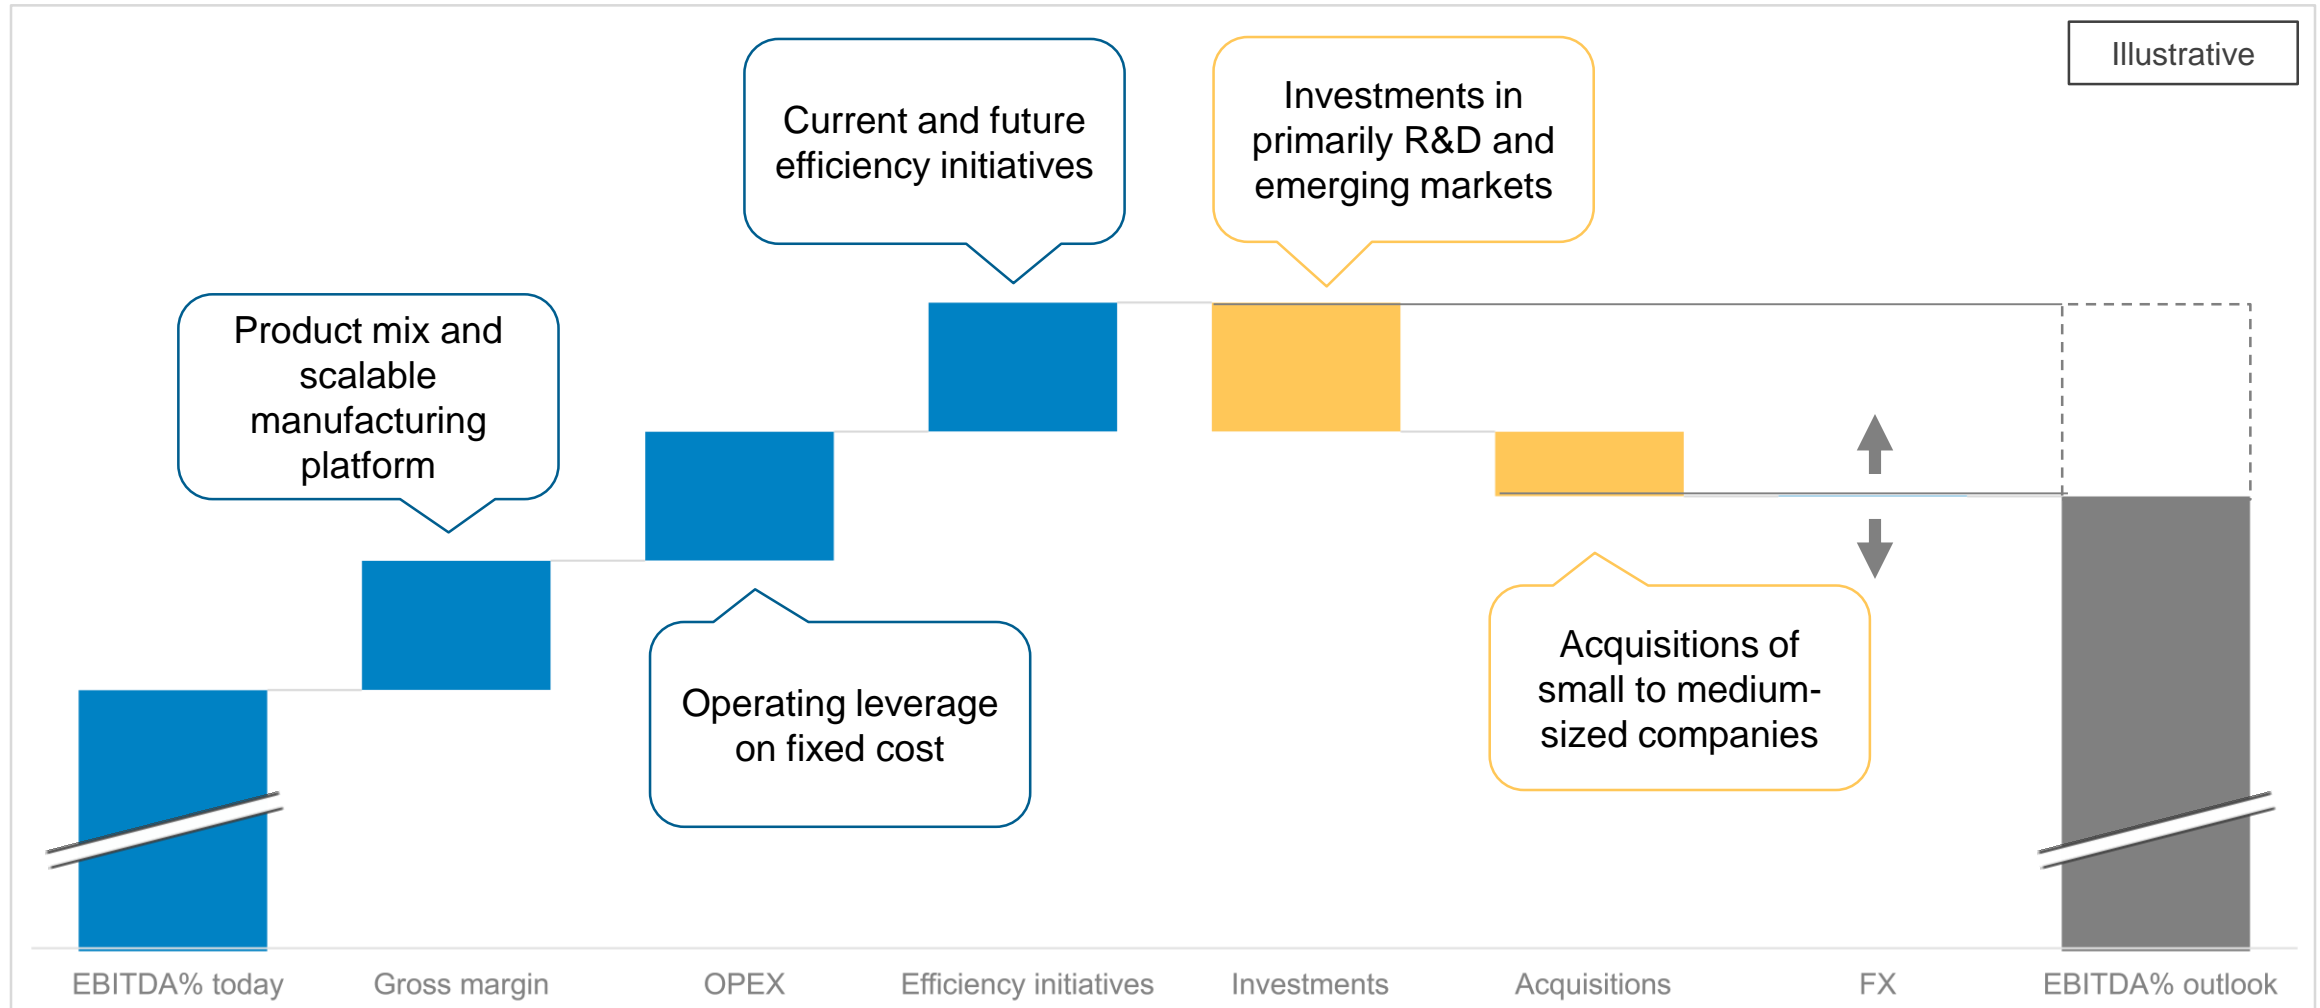 Illustrative
Current and future
efficiency initiatives
Investments in
primarily R&D and
emerging markets
Product mix and
scalable
manufacturing
platform
Operating leverage
on fixed cost
Acquisitions of
small to medium-
sized companies
EBITDA% today
Gross margin
OPEX
Efficiency initiatives
Investments
Acquisitions
FX
EBITDA% outlook